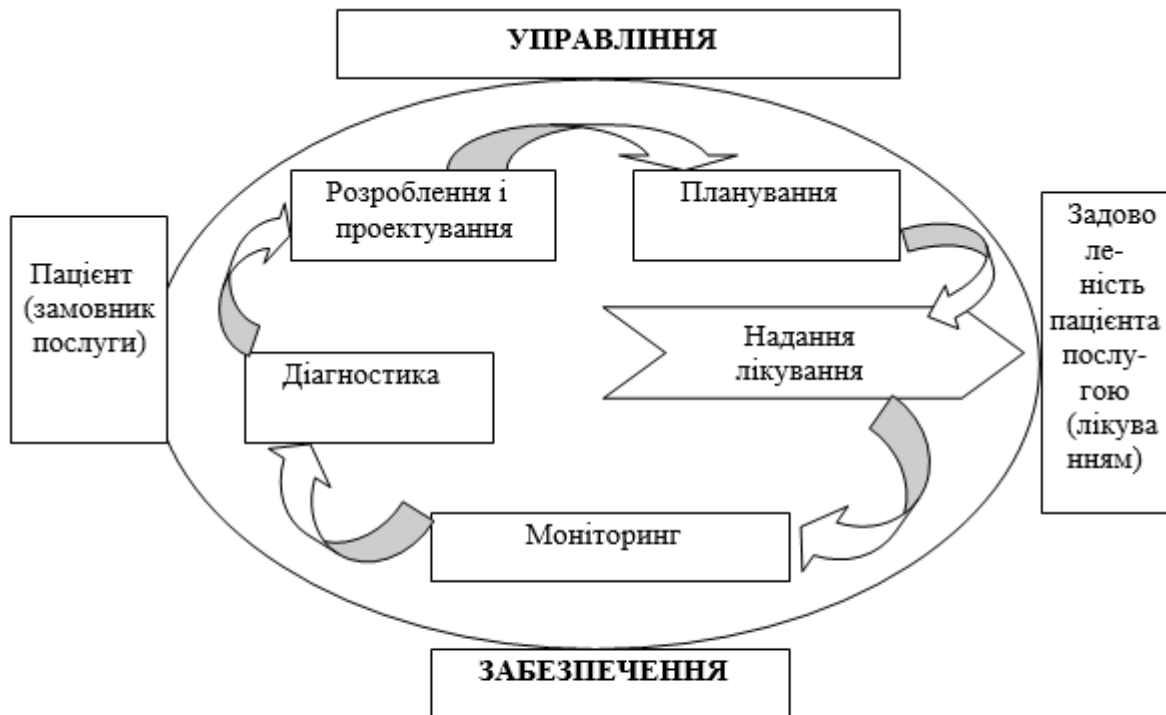 УПРАВЛІННЯ
Розроблення і
проектування
Планування
Пацієнт
(замовник
послуги)
Задово
ле-
ність
пацієнта
послу-
гою
(лікува
нням)
Надання
лікування
Діагностика
Моніторинг
ЗАБЕЗПЕЧЕННЯ